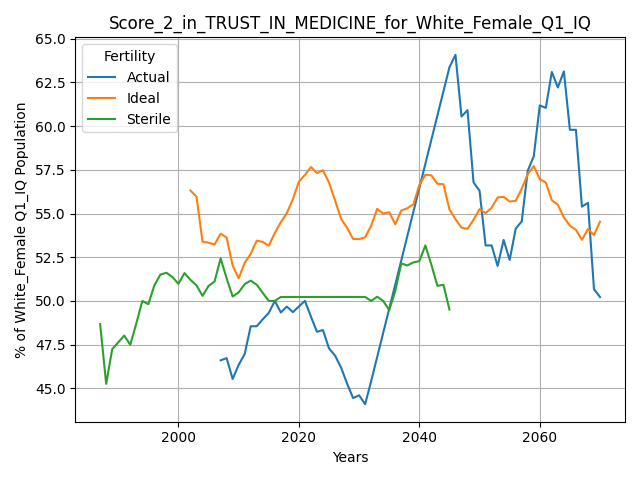 Score_2_in_TRUST_IN_MEDICINE_for_White_Female_Q1_IQ
% of White_Female Q1_IQ Population
65.0
62.5
60.0
57.5
55.0
52.5
50.0
47.5
45.0
Fertility
Actual
Ideal
Sterile
2000
2020
2040
2060
Years